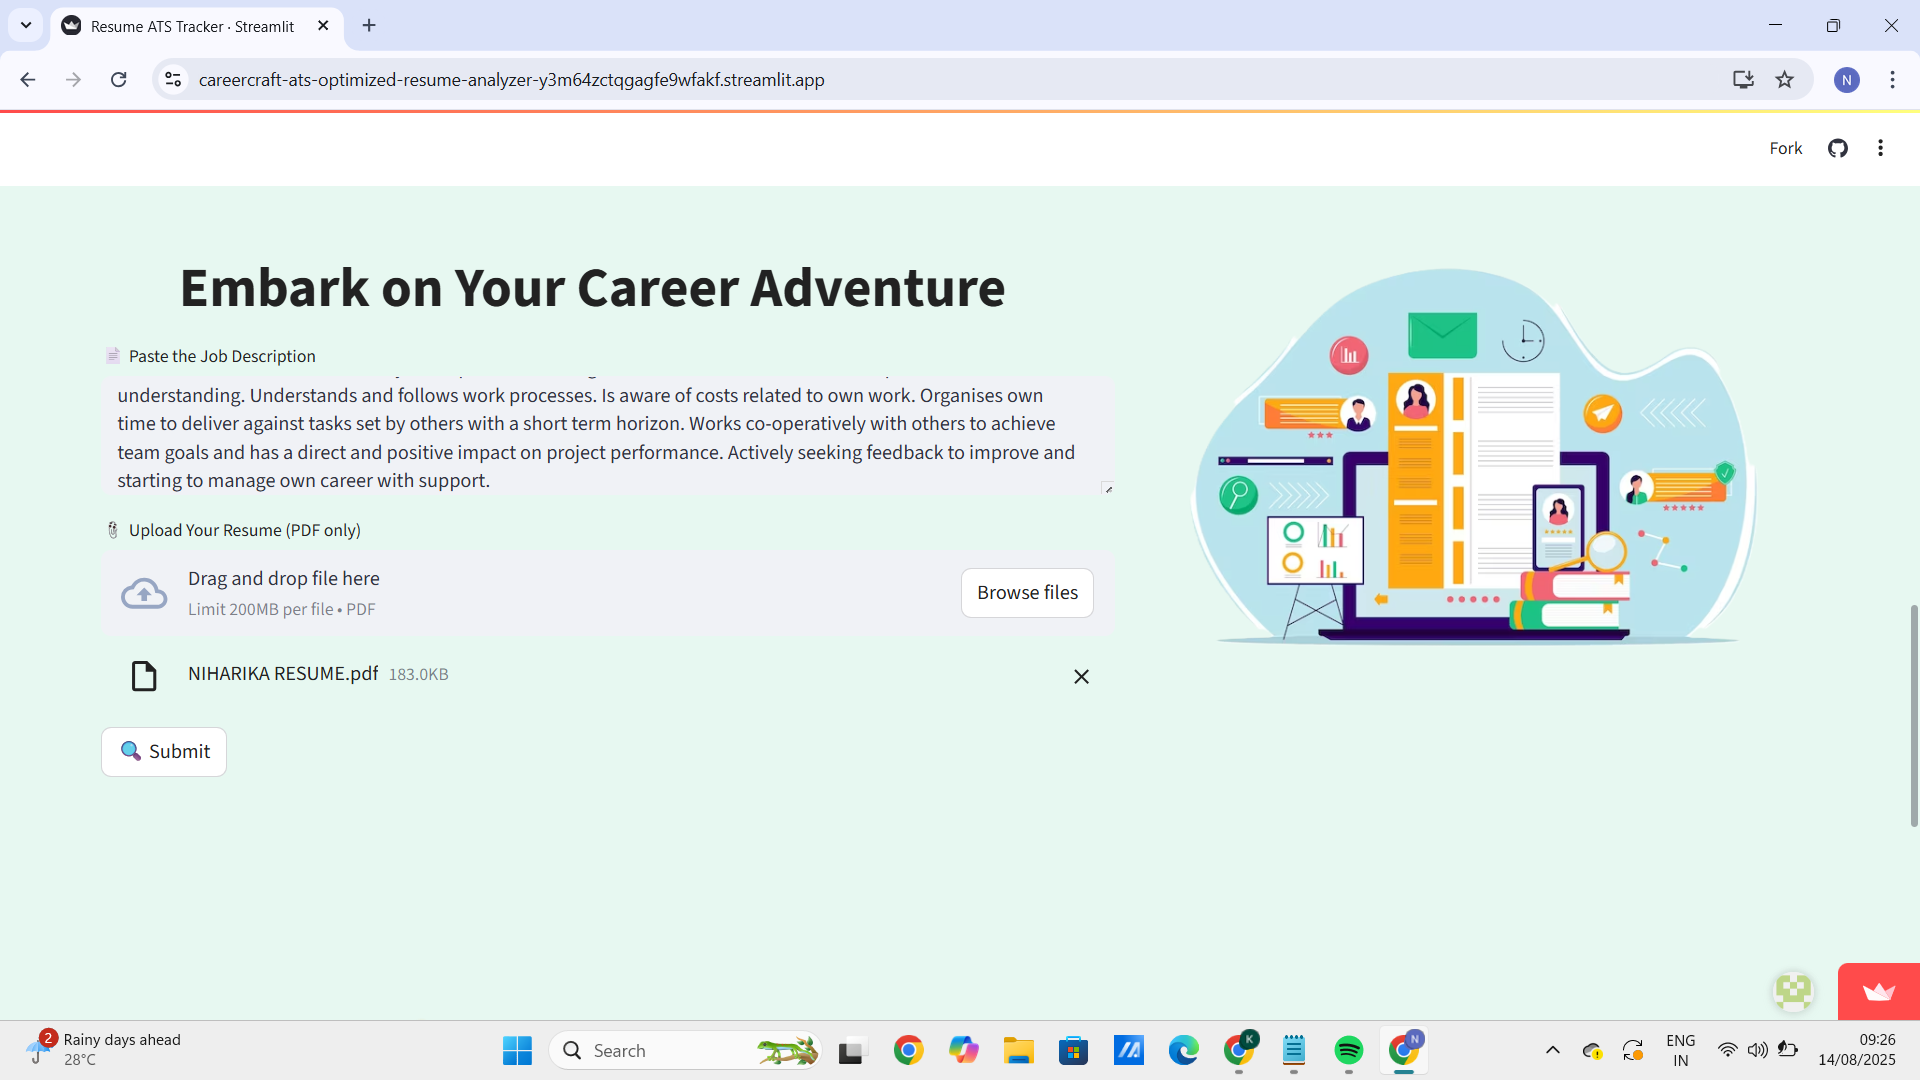 Resume ATS Tracker · Streamlit
careercraft-ats-optimized-resume-analyzer-y3m64zctqgagfe9wfakf.streamlit.app
N
Fork
Embark on Your Career Adventure
Paste the Job Description
understanding. Understands and follows work processes. Is aware of costs related to own work. Organises own
time to deliver against tasks set by others with a short term horizon. Works co-operatively with others to achieve
team goals and has a direct and positive impact on project performance. Actively seeking feedback to improve and
starting to manage own career with support.
Upload Your Resume (PDF only)
Drag and drop file here
Limit 200MB per file • PDF
Browse files
NIHARIKA RESUME.pdf 183.0KB
Submit
2
Rainy days ahead
28°C
Search
K
N
ENG
IN
09:26
14/08/2025